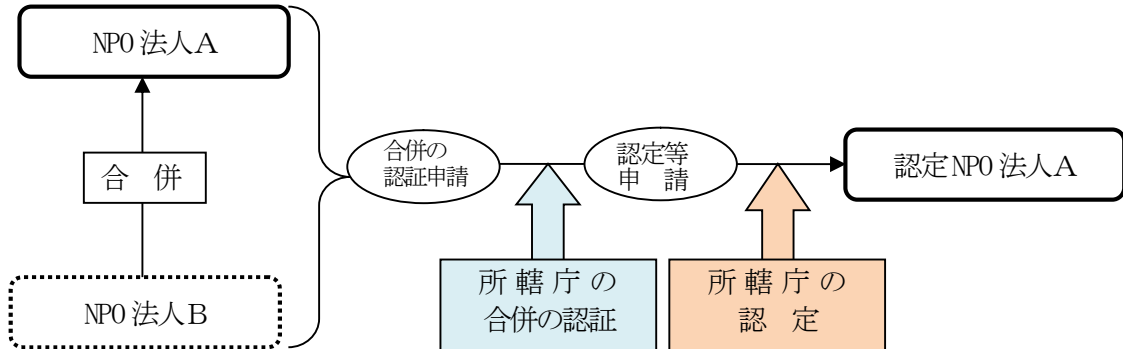 NPO法人A
合 併
NPO法人B
合併の
認証申請
認定等
申 請
認定NPO法人A
所轄庁の
合併の認証
所轄庁の
認 定